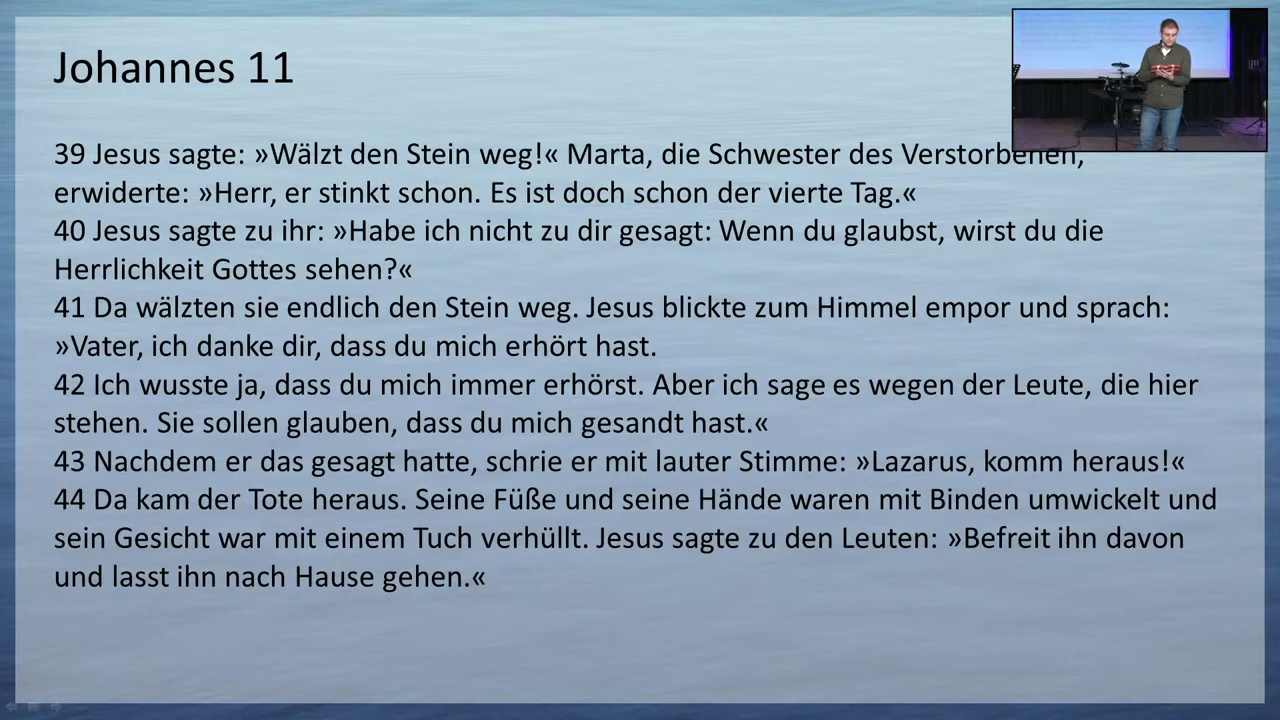 Johannes 11
39 Jesus sagte: »Wälzt den Stein weg!« Marta, die Schwester des Verstorbenen,
erwiderte: »Herr, er stinkt schon. Es ist doch schon der vierte Tag.«
40 Jesus sagte zu ihr: »Habe ich nicht zu dir gesagt: Wenn du glaubst, wirst du die
Herrlichkeit Gottes sehen?«
41 Da wälzten sie endlich den Stein weg. Jesus blickte zum Himmel empor und sprach:
»Vater, ich danke dir, dass du mich erhört hast.
42 Ich wusste ja, dass du mich immer erhörst. Aber ich sage es wegen der Leute, die hier
stehen. Sie sollen glauben, dass du mich gesandt hast.«
43 Nachdem er das gesagt hatte, schrie er mit lauter Stimme: »Lazarus, komm heraus!«
44 Da kam der Tote heraus. Seine Füße und seine Hände waren mit Binden umwickelt und
sein Gesicht war mit einem Tuch verhüllt. Jesus sagte zu den Leuten: »Befreit ihn davon
und lasst ihn nach Hause gehen.«